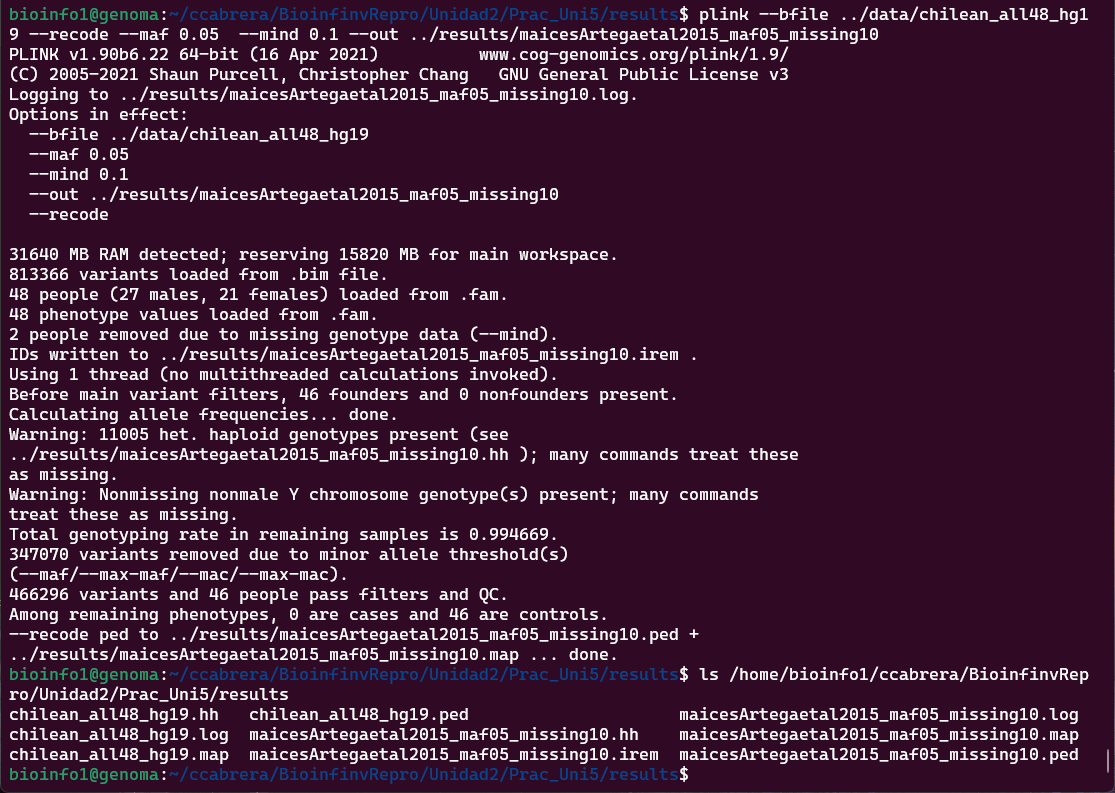 bioinfo1@genoma:~/ccabrera/BioinfinvRepro/Unidad2/Prac_Uni5/results$ plink --bfile ../data/chilean_all48_hg1
9 --recode --maf 0.05  --mind 0.1 --out ../results/maicesArtegaetal2015_maf05_missing10
PLINK v1.90b6.22 64-bit (16 Apr 2021)          www.cog-genomics.org/plink/1.9/
(C) 2005-2021 Shaun Purcell, Christopher Chang   GNU General Public License v3
Logging to ../results/maicesArtegaetal2015_maf05_missing10.log.
Options in effect:
  --bfile ../data/chilean_all48_hg19
  --maf 0.05
  --mind 0.1
  --out ../results/maicesArtegaetal2015_maf05_missing10
  --recode

31640 MB RAM detected; reserving 15820 MB for main workspace.
813366 variants loaded from .bim file.
48 people (27 males, 21 females) loaded from .fam.
48 phenotype values loaded from .fam.
2 people removed due to missing genotype data (--mind).
IDs written to ../results/maicesArtegaetal2015_maf05_missing10.irem .
Using 1 thread (no multithreaded calculations invoked).
Before main variant filters, 46 founders and 0 nonfounders present.
Calculating allele frequencies... done.
Warning: 11005 het. haploid genotypes present (see
../results/maicesArtegaetal2015_maf05_missing10.hh ); many commands treat these
as missing.
Warning: Nonmissing nonmale Y chromosome genotype(s) present; many commands
treat these as missing.
Total genotyping rate in remaining samples is 0.994669.
347070 variants removed due to minor allele threshold(s)
(--maf/--max-maf/--mac/--max-mac).
466296 variants and 46 people pass filters and QC.
Among remaining phenotypes, 0 are cases and 46 are controls.
--recode ped to ../results/maicesArtegaetal2015_maf05_missing10.ped +
../results/maicesArtegaetal2015_maf05_missing10.map ... done.
bioinfo1@genoma:~/ccabrera/BioinfinvRepro/Unidad2/Prac_Uni5/results$ ls /home/bioinfo1/ccabrera/BioinfinvRep
ro/Unidad2/Prac_Uni5/results
chilean_all48_hg19.hh   chilean_all48_hg19.ped                     maicesArtegaetal2015_maf05_missing10.log
chilean_all48_hg19.log  maicesArtegaetal2015_maf05_missing10.hh    maicesArtegaetal2015_maf05_missing10.map
chilean_all48_hg19.map  maicesArtegaetal2015_maf05_missing10.irem  maicesArtegaetal2015_maf05_missing10.ped
bioinfo1@genoma:~/ccabrera/BioinfinvRepro/Unidad2/Prac_Uni5/results$